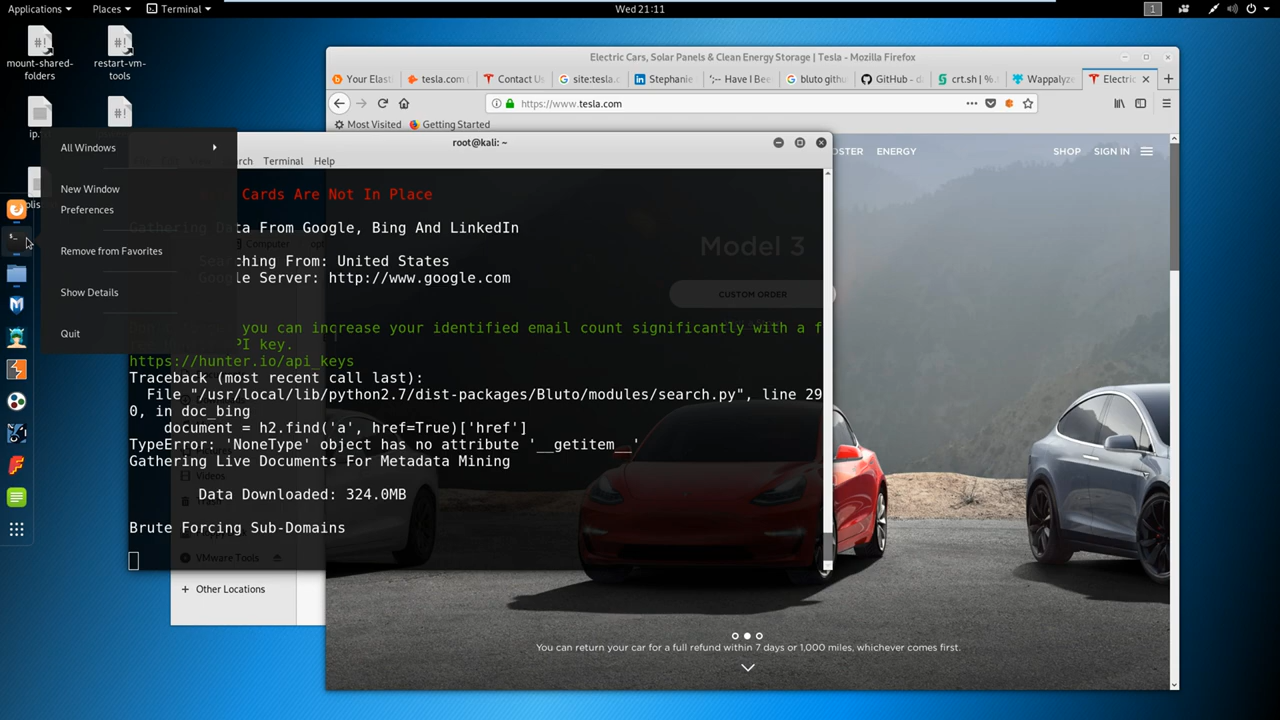 Applications
Places
Terminal
Wed 21:11
1
mount-shared-
folders
restart-vm-
tools
Electric Cars, Solar Panels & Clean Energy Storage | Tesla - Mozilla Firefox
Your Elast
tesla.com
Contact Us
site:tesla.c
Stephanie
';-- Have I Bee
bluto githu
GitHub - d
crt.sh | %.
Wappalyze
Electric
https://www.tesla.com
Most Visited
Getting Started
ENERGY
SHOP
SIGN IN
root@kali: ~
Terminal
Help
All Windows
New Window
Preferences
Remove from Favorites
Show Details
Quit
Cards Are Not In Place
Gathering Data From Google, Bing And LinkedIn
Searching From: United States
Google Server: http://www.google.com
you can increase your identified email count significantly with a f
PI key.
https://hunter.io/api_keys
Traceback (most recent call last):
File "/usr/local/lib/python2.7/dist-packages/Bluto/modules/search.py", line 29
0, in doc_bing
document = h2.find('a', href=True)['href']
TypeError: 'NoneType' object has no attribute '__getitem__'
Gathering Live Documents For Metadata Mining
Data Downloaded: 324.0MB
Brute Forcing Sub-Domains
Computer
Videos
VMware Tools
Other Locations
Model 3
CUSTOM ORDER
You can return your car for a full refund within 7 days or 1,000 miles, whichever comes first.